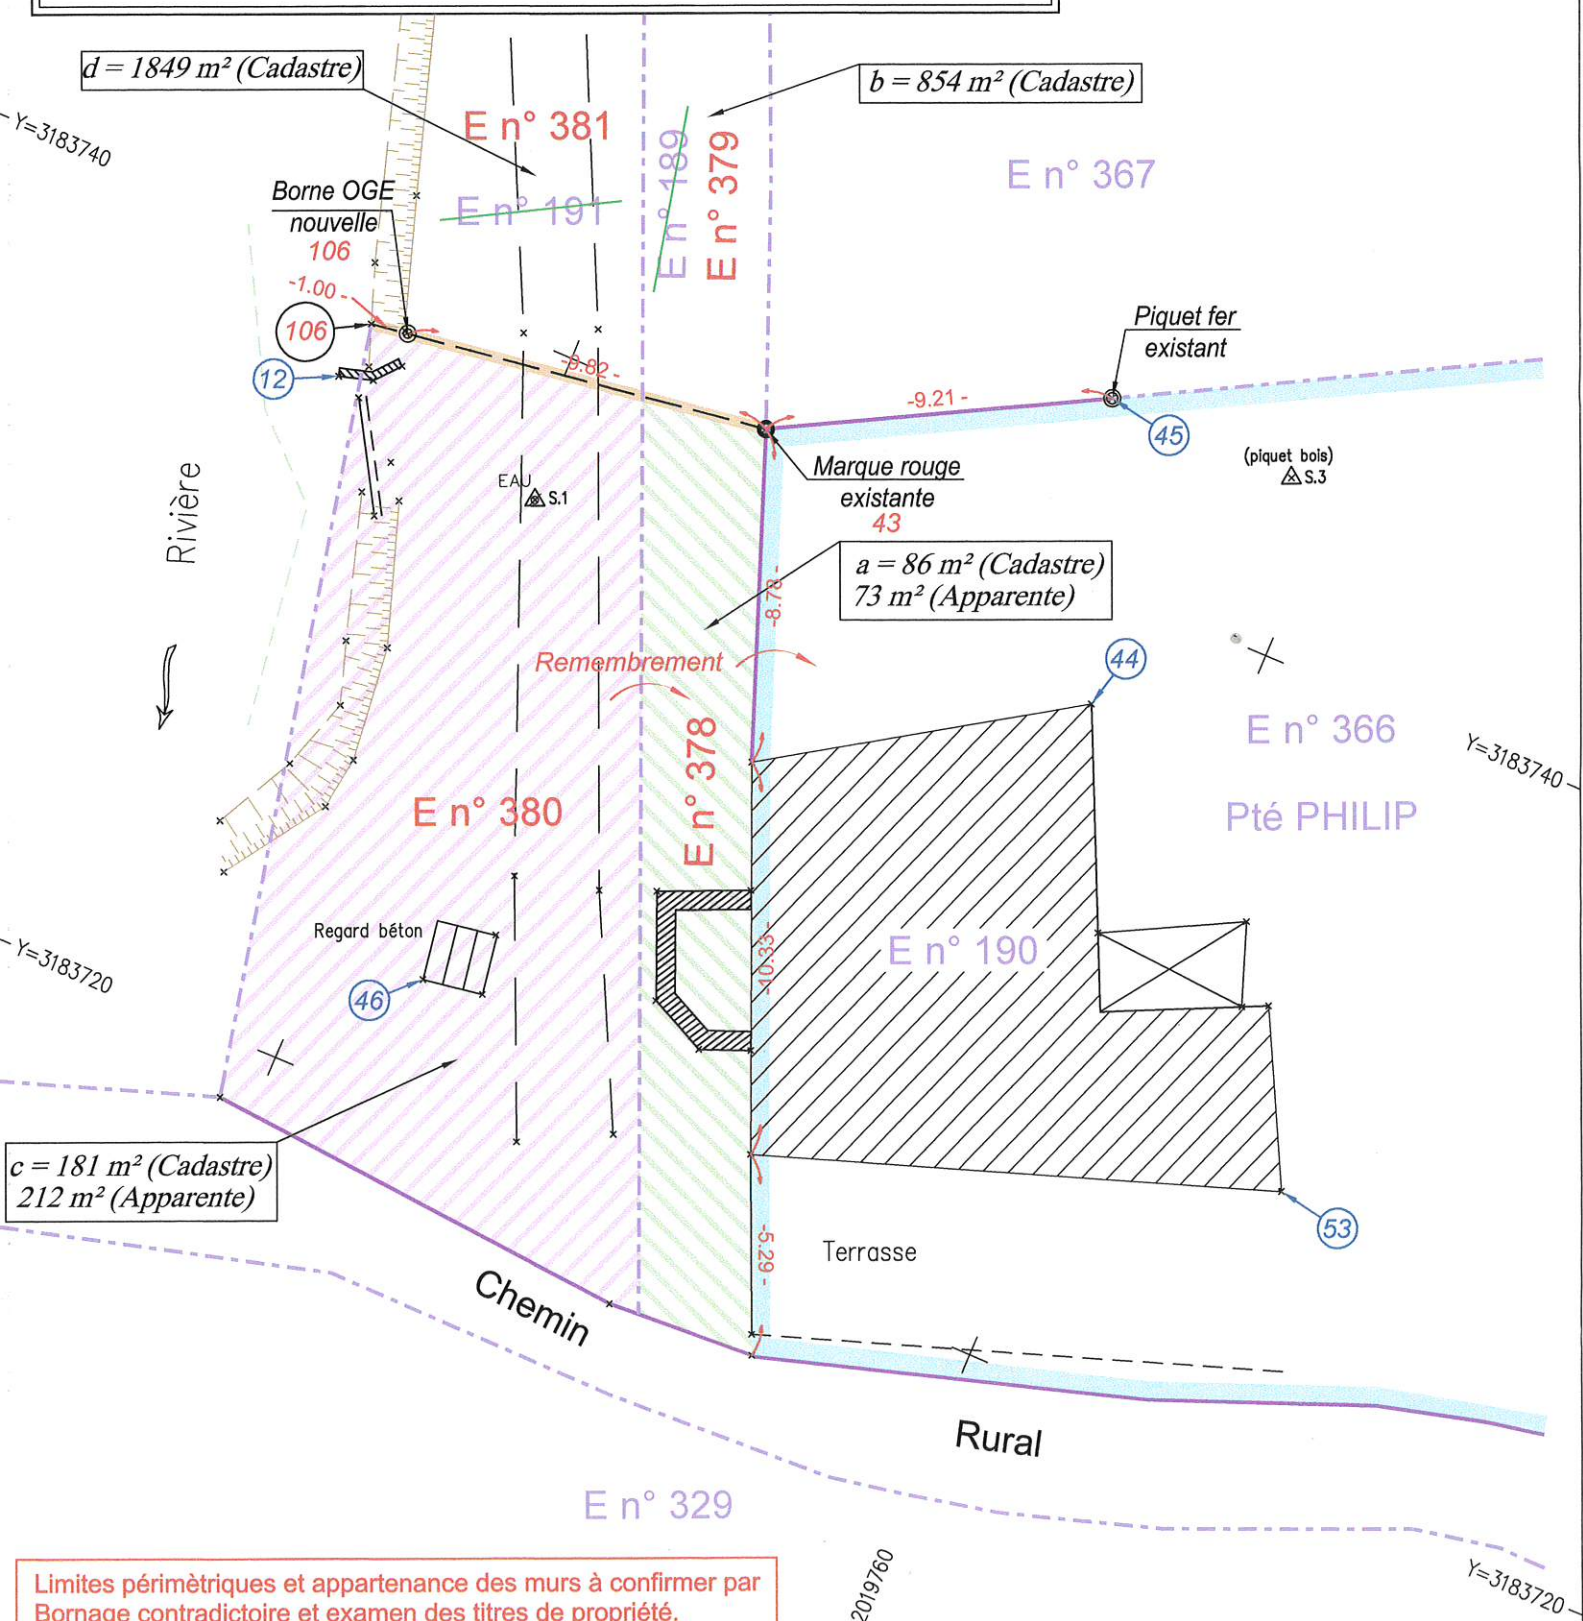 d = 1849 m² (Cadastre)
b = 854 m² (Cadastre)
Y=3183740
E n° 381
E n° 189
E n° 379
E n° 367
Borne OGE
nouvelle
106
E n° 191
-1.00 -
106
12
-9.82 -
Piquet fer
existant
-9.21 -
45
Marque rouge
existante
43
(piquet bois)
S.3
Rivière
EAU
S.1
a = 86 m² (Cadastre)
73 m² (Apparente)
-8.78 -
Remembrement
44
E n° 366
Y=3183740
E n° 378
E n° 380
Pté PHILIP
Regard béton
-10.33 -
E n° 190
Y=3183720
46
c = 181 m² (Cadastre)
212 m² (Apparente)
53
-5.29 -
Terrasse
Chemin
Rural
E n° 329
2019760
Y=3183720
Limites périmètriques et appartenance des murs à confirmer par
Bornage contradictoire et examen des titres de propriété.